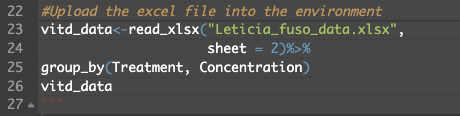 22 #Upload the excel file into the environment
23 vitd_data<-read_xlsx("Leticia_fuso_data.xlsx",
24 sheet = 2)%>%
25 group_by(Treatment, Concentration)
26 vitd_data
27 ```